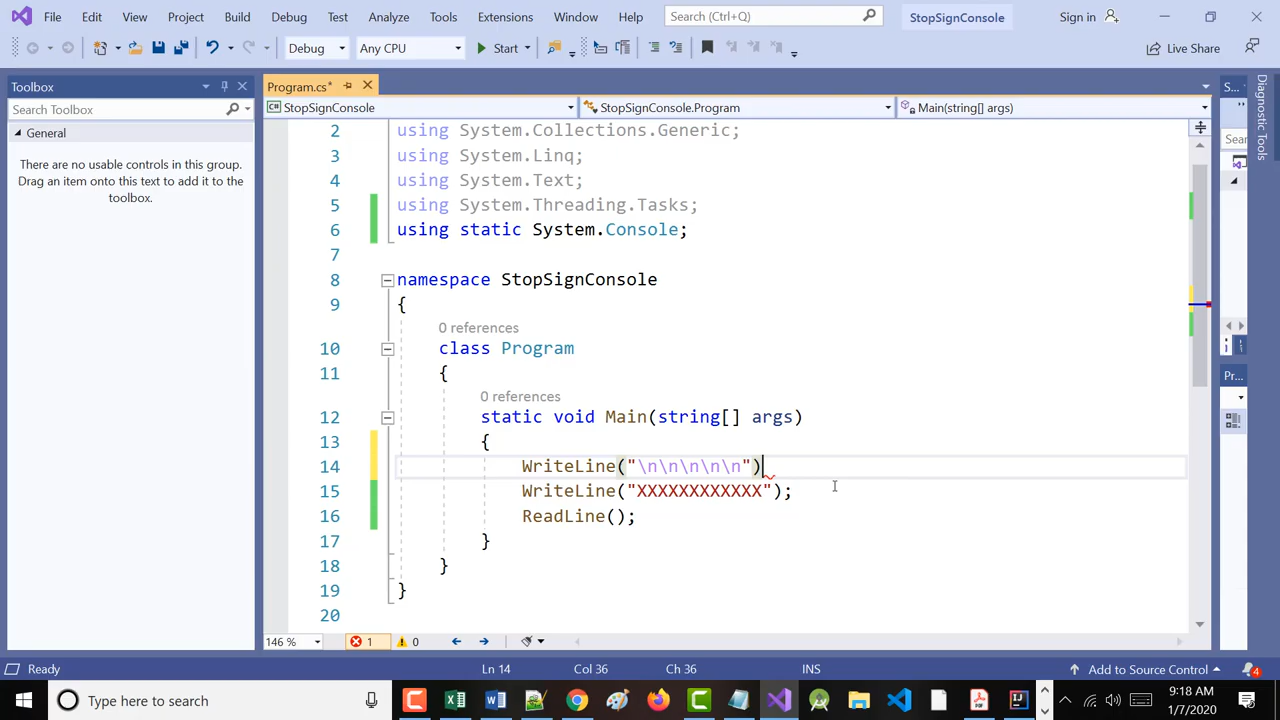 File Edit View Project Build Debug Test Analyze Tools Extensions Window Help Search (Ctrl+Q) StopSignConsole Sign in
Debug Any CPU Start Live Share
Toolbox
Search Toolbox
General
There are no usable controls in this group.
Drag an item onto this text to add it to the
toolbox.
Program.cs*
StopSignConsole StopSignConsole.Program Main(string[] args)
2 using System.Collections.Generic;
3 using System.Linq;
4 using System.Text;
5 using System.Threading.Tasks;
6 using static System.Console;
7
8 namespace StopSignConsole
9 {
0 references
10 class Program
11 {
0 references
12 static void Main(string[] args)
13 {
14 WriteLine("\n\n\n\n\n")
15 WriteLine("XXXXXXXXXXXX");
16 ReadLine();
17 }
18 }
19 }
20
S...
Sear
Pr...
Diagnostic Tools
146 % 1 0
Ready Ln 14 Col 36 Ch 36 INS Add to Source Control 4
Type here to search
9:18 AM
1/7/2020